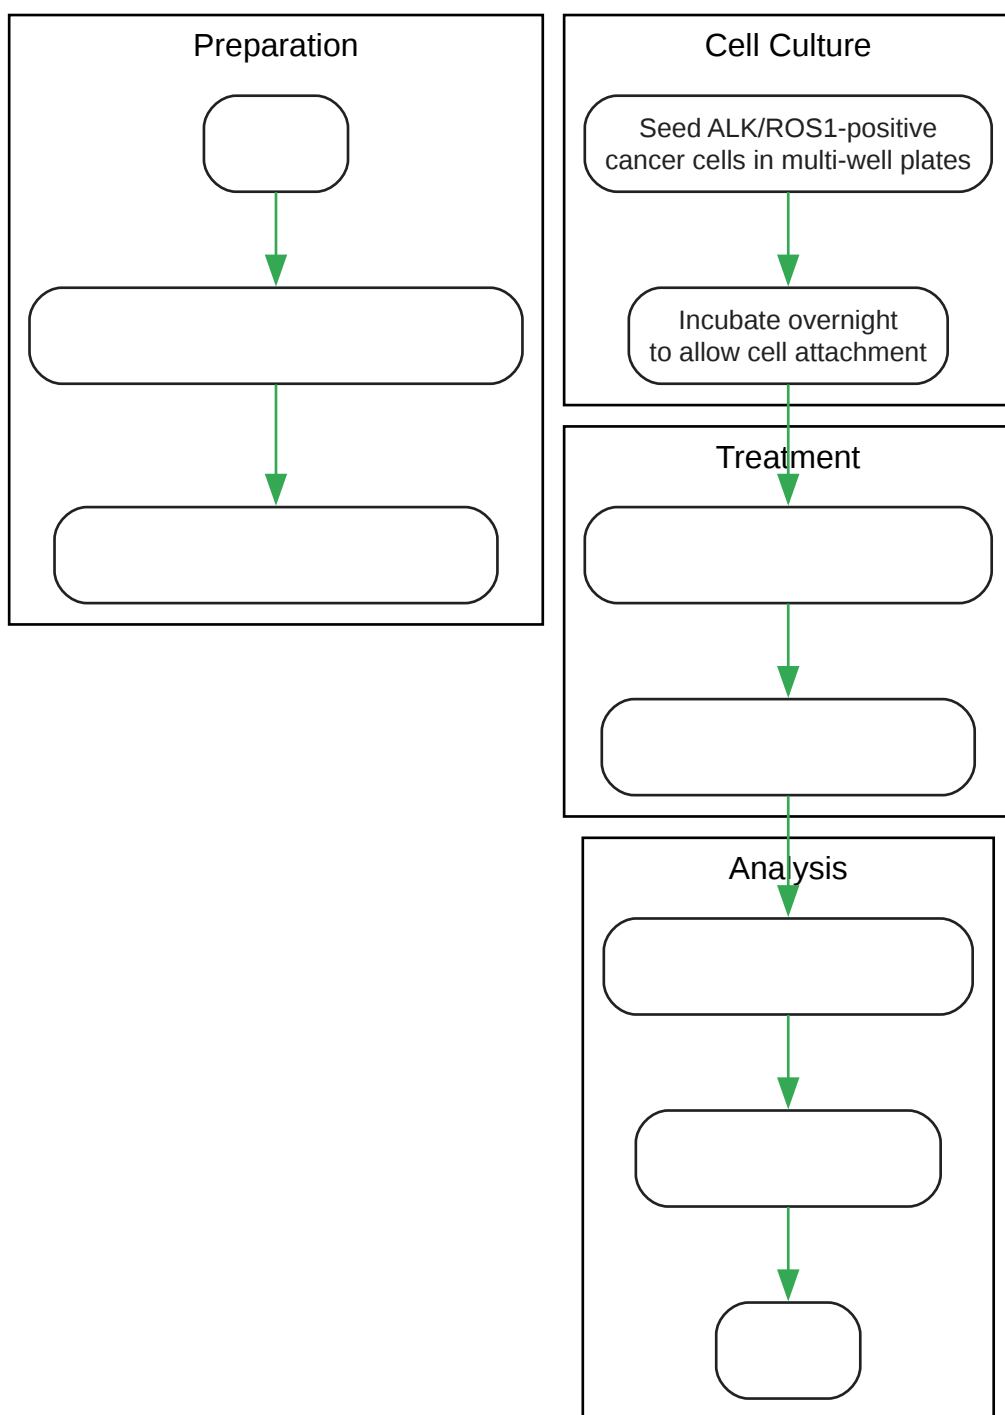 Preparation
Cell Culture
Seed ALK/ROS1-positive
cancer cells in multi-well plates
Incubate overnight
to allow cell attachment
Treatment
Analysis